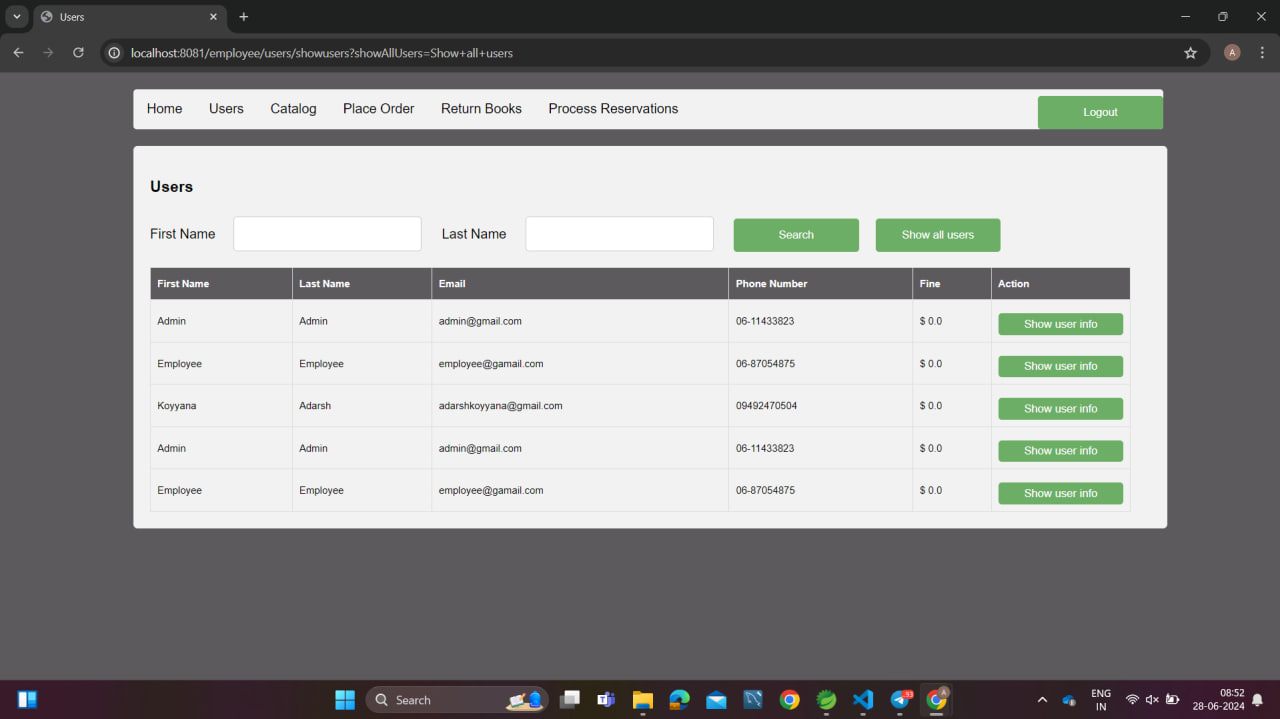 Users
localhost:8081/employee/users/showusers?showAllUsers=Show+all+users
A
Home Users Catalog Place Order Return Books Process Reservations Logout
Users
First Name Last Name Search Show all users
First Name Last Name Email Phone Number Fine Action
Admin Admin admin@gmail.com 06-11433823 $ 0.0 Show user info
Employee Employee employee@gamail.com 06-87054875 $ 0.0 Show user info
Koyyana Adarsh adarshkoyyana@gmail.com 09492470504 $ 0.0 Show user info
Admin Admin admin@gmail.com 06-11433823 $ 0.0 Show user info
Employee Employee employee@gamail.com 06-87054875 $ 0.0 Show user info
Search
93
A
ENG
IN
08:52
28-06-2024